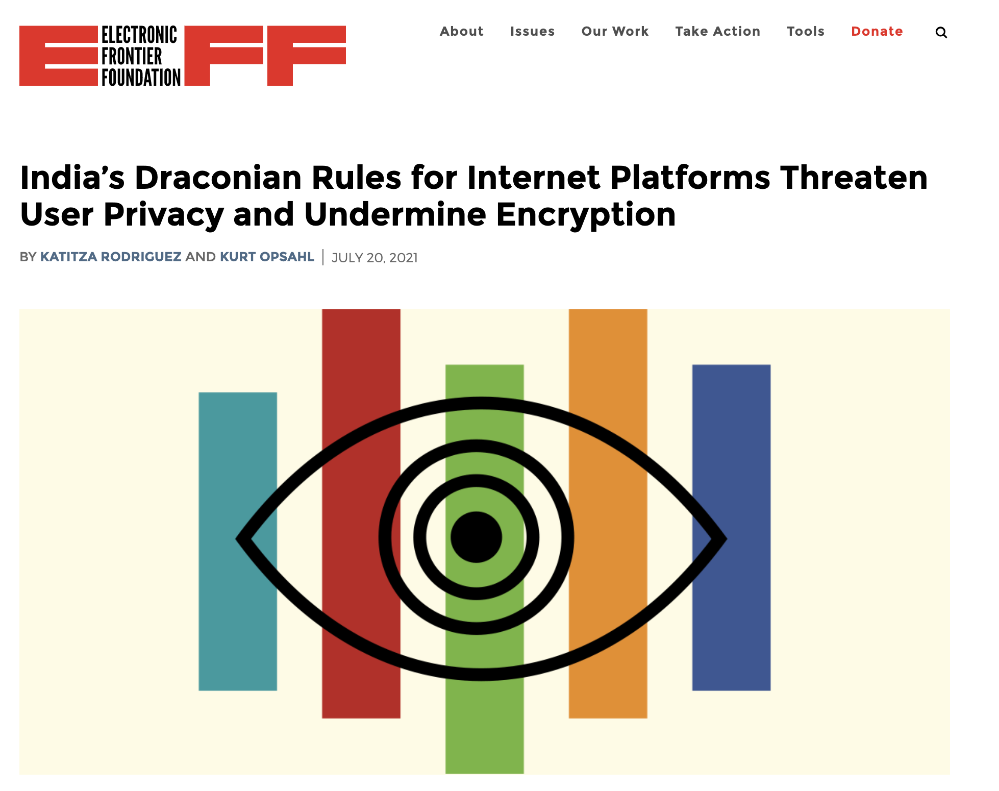 ELECTRONIC
FRONTIER
FOUNDATION
EFF
About Issues Our Work Take Action Tools Donate
India’s Draconian Rules for Internet Platforms Threaten
User Privacy and Undermine Encryption
BY KATITZA RODRIGUEZ AND KURT OPSAHL | JULY 20, 2021